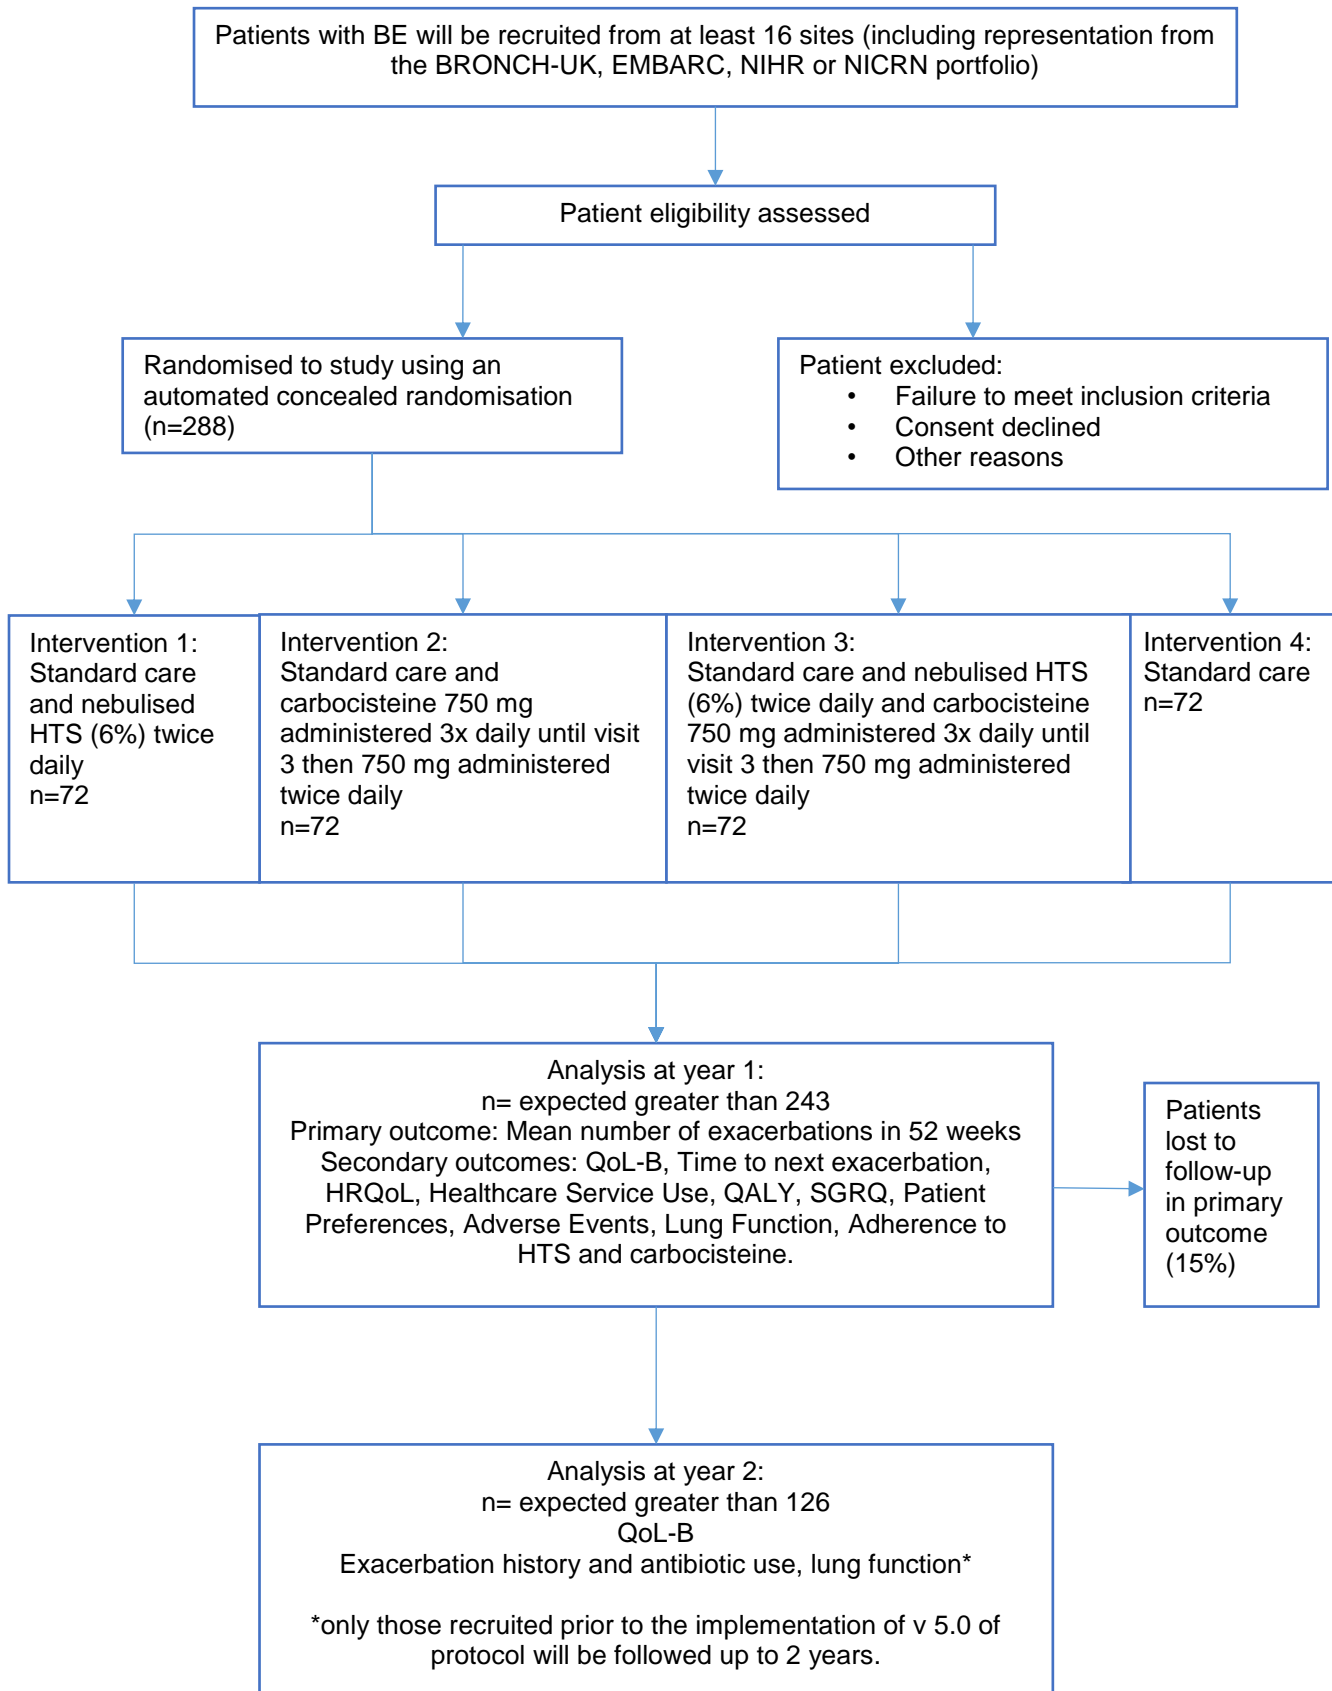 Patients with BE will be recruited from at least 16 sites (including representation from
the BRONCH-UK, EMBARC, NIHR or NICRN portfolio)
Patient eligibility assessed
Randomised to study using an
automated concealed randomisation
(n=288)
Patient excluded:
• Failure to meet inclusion criteria
• Consent declined
• Other reasons
Intervention 1:
Standard care
and nebulised
HTS (6%) twice
daily
n=72
Intervention 2:
Standard care and
carbocisteine 750 mg
administered 3x daily until visit
3 then 750 mg administered
twice daily
n=72
Intervention 3:
Standard care and nebulised HTS
(6%) twice daily and carbocisteine
750 mg administered 3x daily until
visit 3 then 750 mg administered
twice daily
n=72
Intervention 4:
Standard care
n=72
Analysis at year 1:
n= expected greater than 243
Primary outcome: Mean number of exacerbations in 52 weeks
Secondary outcomes: QoL-B, Time to next exacerbation,
HRQoL, Healthcare Service Use, QALY, SGRQ, Patient
Preferences, Adverse Events, Lung Function, Adherence to
HTS and carbocisteine.
Patients
lost to
follow-up
in primary
outcome
(15%)
Analysis at year 2:
n= expected greater than 126
QoL-B
Exacerbation history and antibiotic use, lung function*
*only those recruited prior to the implementation of v 5.0 of
protocol will be followed up to 2 years.